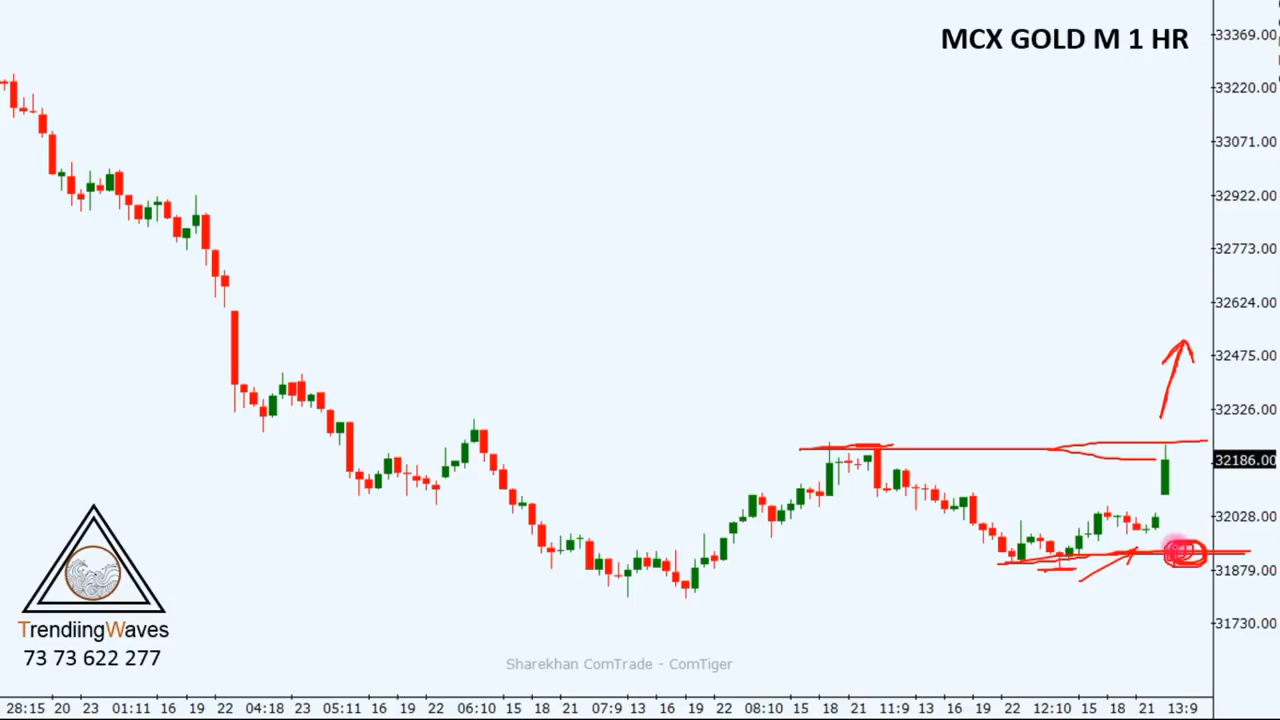 MCX GOLD M 1 HR
33369.00
33220.00
33071.00
32922.00
32773.00
32624.00
32475.00
32326.00
32186.00
32028.00
31879.00
31730.00
TrendiingWaves
73 73 622 277
Sharekhan ComTrade - ComTiger
28:15 20 23 01:11 16 19 22 04:18 23 05:11 16 19 22 06:10 15 18 21 07:9 13 16 19 22 08:10 15 18 21 11:9 13 16 19 22 12:10 15 18 21 13:9